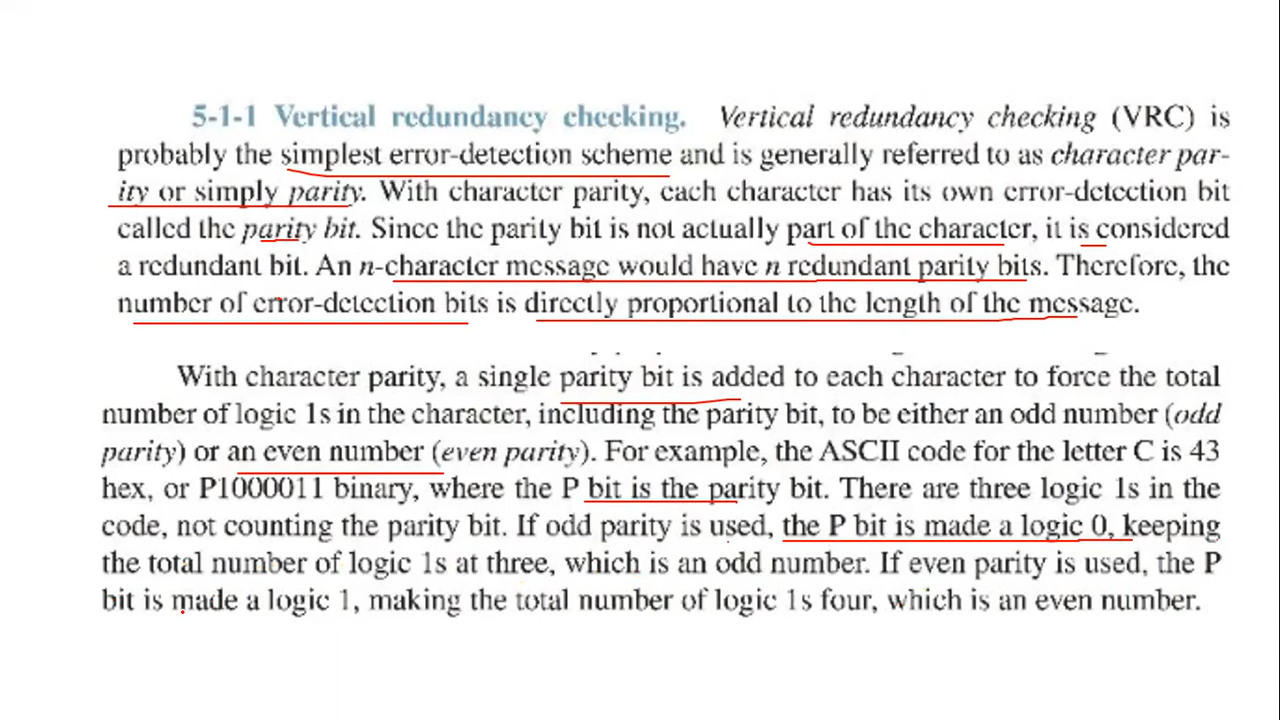 5-1-1 Vertical redundancy checking. Vertical redundancy checking (VRC) is
probably the simplest error-detection scheme and is generally referred to as character par-
ity or simply parity. With character parity, each character has its own error-detection bit
called the parity bit. Since the parity bit is not actually part of the character, it is considered
a redundant bit. An n-character message would have n redundant parity bits. Therefore, the
number of error-detection bits is directly proportional to the length of the message.
With character parity, a single parity bit is added to each character to force the total
number of logic 1s in the character, including the parity bit, to be either an odd number (odd
parity) or an even number (even parity). For example, the ASCII code for the letter C is 43
hex, or P1000011 binary, where the P bit is the parity bit. There are three logic 1s in the
code, not counting the parity bit. If odd parity is used, the P bit is made a logic 0, keeping
the total number of logic 1s at three, which is an odd number. If even parity is used, the P
bit is made a logic 1, making the total number of logic 1s four, which is an even number.